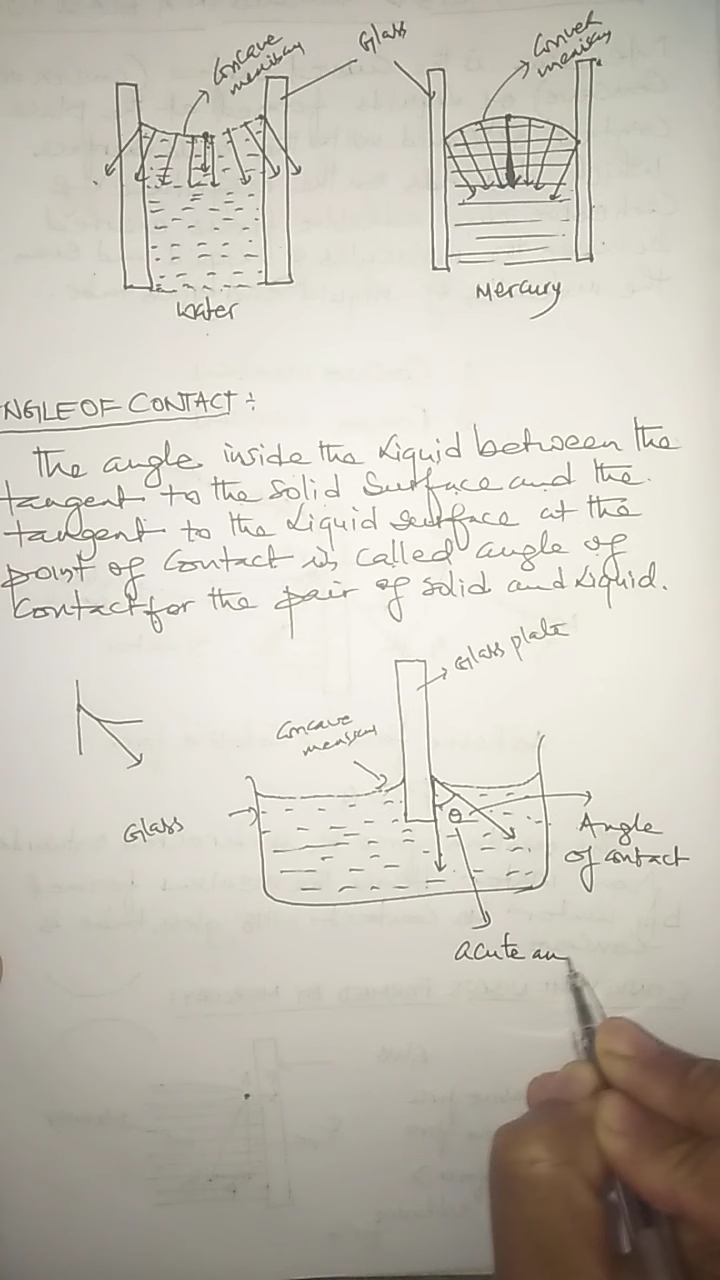 Concave
meniscus
Glass
Convex
meniscus
Water
Mercury
NGLE OF CONTACT :
The angle inside the Liquid between the
tangent to the solid Surface and the
tangent to the Liquid surface at the
point of Contact is called angle of
Contact for the pair of solid and Liquid.
Glass plate
Concave
meniscus
Glass
θ
Angle
of contact
acute an